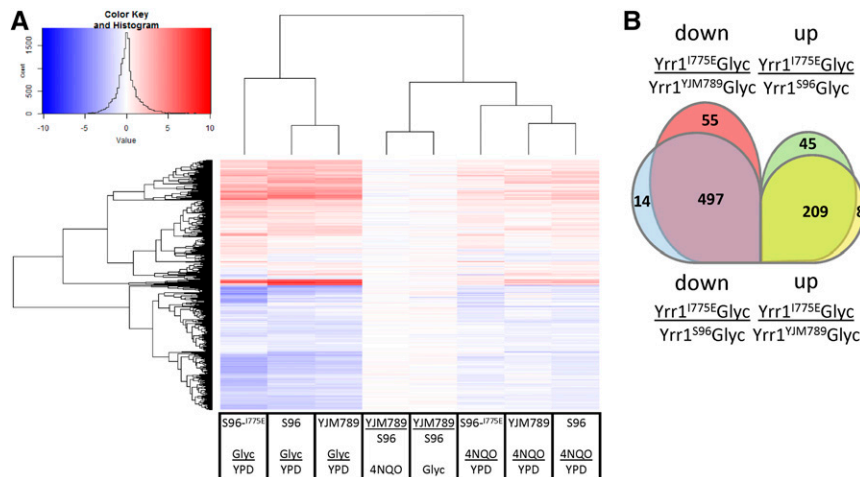 A
Color Key
and Histogram
Count
0
500
1500
-10
-5
0
5
10
Value
S96-I775E
Glyc
YPD
S96
Glyc
YPD
YJM789
Glyc
YPD
YJM789
S96
4NQO
YJM789
S96
Glyc
S96-I775E
4NQO
YPD
YJM789
4NQO
YPD
S96
4NQO
YPD
B
down
up
Yrr1I775EGlyc
Yrr1YJM789Glyc
Yrr1I775EGlyc
Yrr1S96Glyc
55
45
14
497
209
8
down
up
Yrr1I775EGlyc
Yrr1S96Glyc
Yrr1I775EGlyc
Yrr1YJM789Glyc